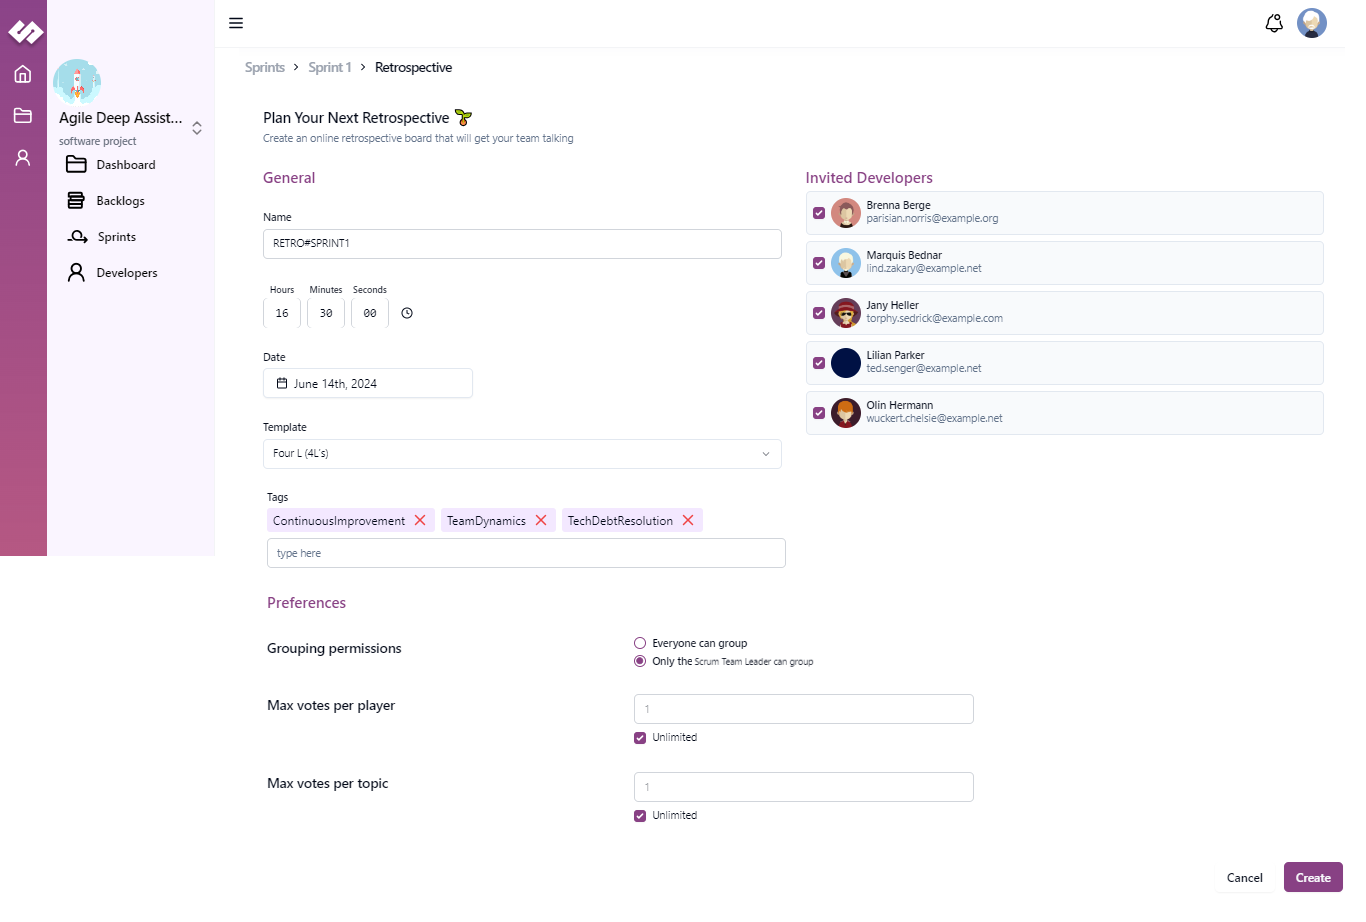 Sprints > Sprint 1 > Retrospective
Agile Deep Assist...
software project
Dashboard
Backlogs
Sprints
Developers
Plan Your Next Retrospective
Create an online retrospective board that will get your team talking
General
Name
RETRO#SPRINT1
Hours Minutes Seconds
16 30 00
Date
June 14th, 2024
Template
Four L (4L's)
Tags
ContinuousImprovement TeamDynamics TechDebtResolution
type here
Invited Developers
Brenna Berge
parisian.norris@example.org
Marquis Bednar
lind.zakary@example.net
Jany Heller
torphy.sedrick@example.com
Lilian Parker
ted.senger@example.net
Olin Hermann
wuckert.chelsie@example.net
Preferences
Grouping permissions
Everyone can group
Only the Scrum Team Leader can group
Max votes per player
1
Unlimited
Max votes per topic
1
Unlimited
Cancel Create